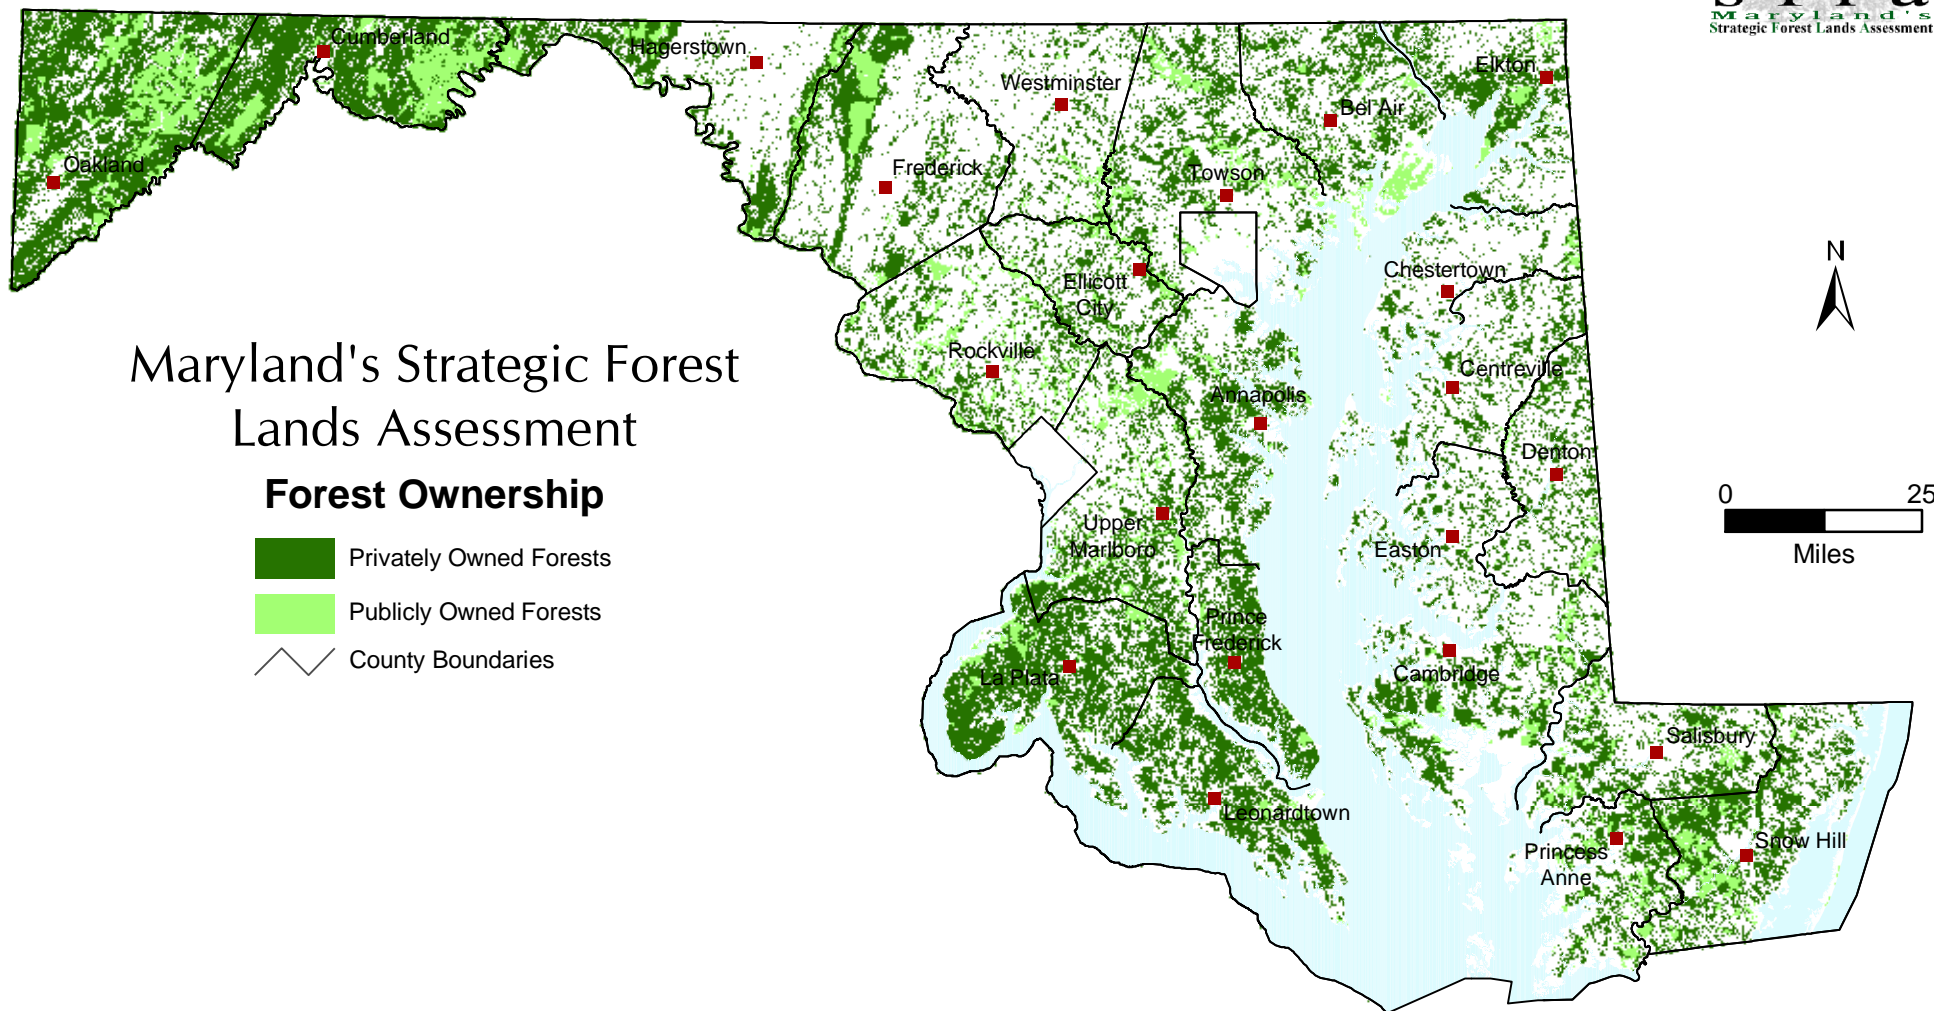 Maryland's
Strategic Forest Lands Assessment
Cumberland
Hagerstown
Westminster
Elkton
Bel Air
Oakland
Frederick
Towson
N
Chestertown
Ellicott
City
Maryland's Strategic Forest
Lands Assessment
Rockville
Centreville
Annapolis
Denton
Forest Ownership
0 25
Miles
Privately Owned Forests
Upper
Marlboro
Easton
Publicly Owned Forests
Prince
Frederick
County Boundaries
La Plata
Cambridge
Salisbury
Leonardtown
Snow Hill
Princess
Anne